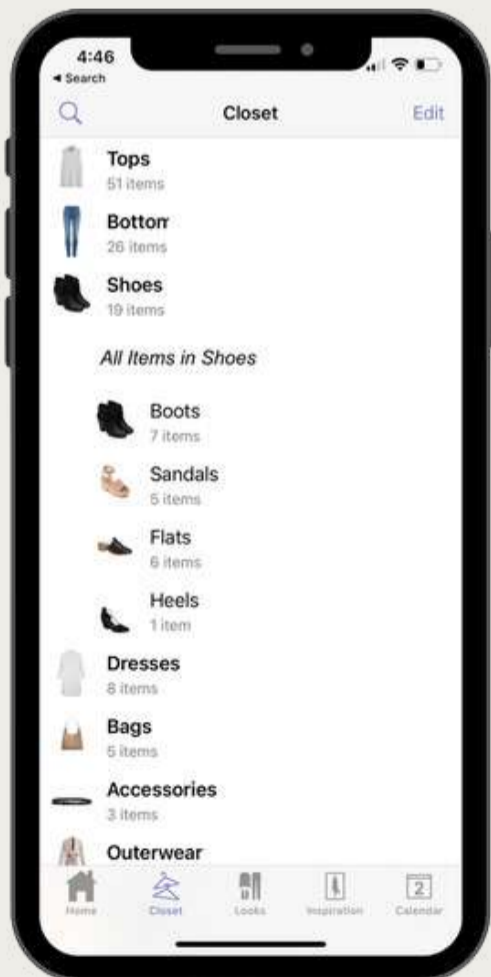 4:46
◀ Search
Closet
Edit
Tops
51 items
Bottom
26 items
Shoes
19 items
All Items in Shoes
Boots
7 items
Sandals
5 items
Flats
6 items
Heels
1 item
Dresses
8 items
Bags
5 items
Accessories
3 items
Outerwear
Home
Closet
Looks
Inspiration
2
Calendar